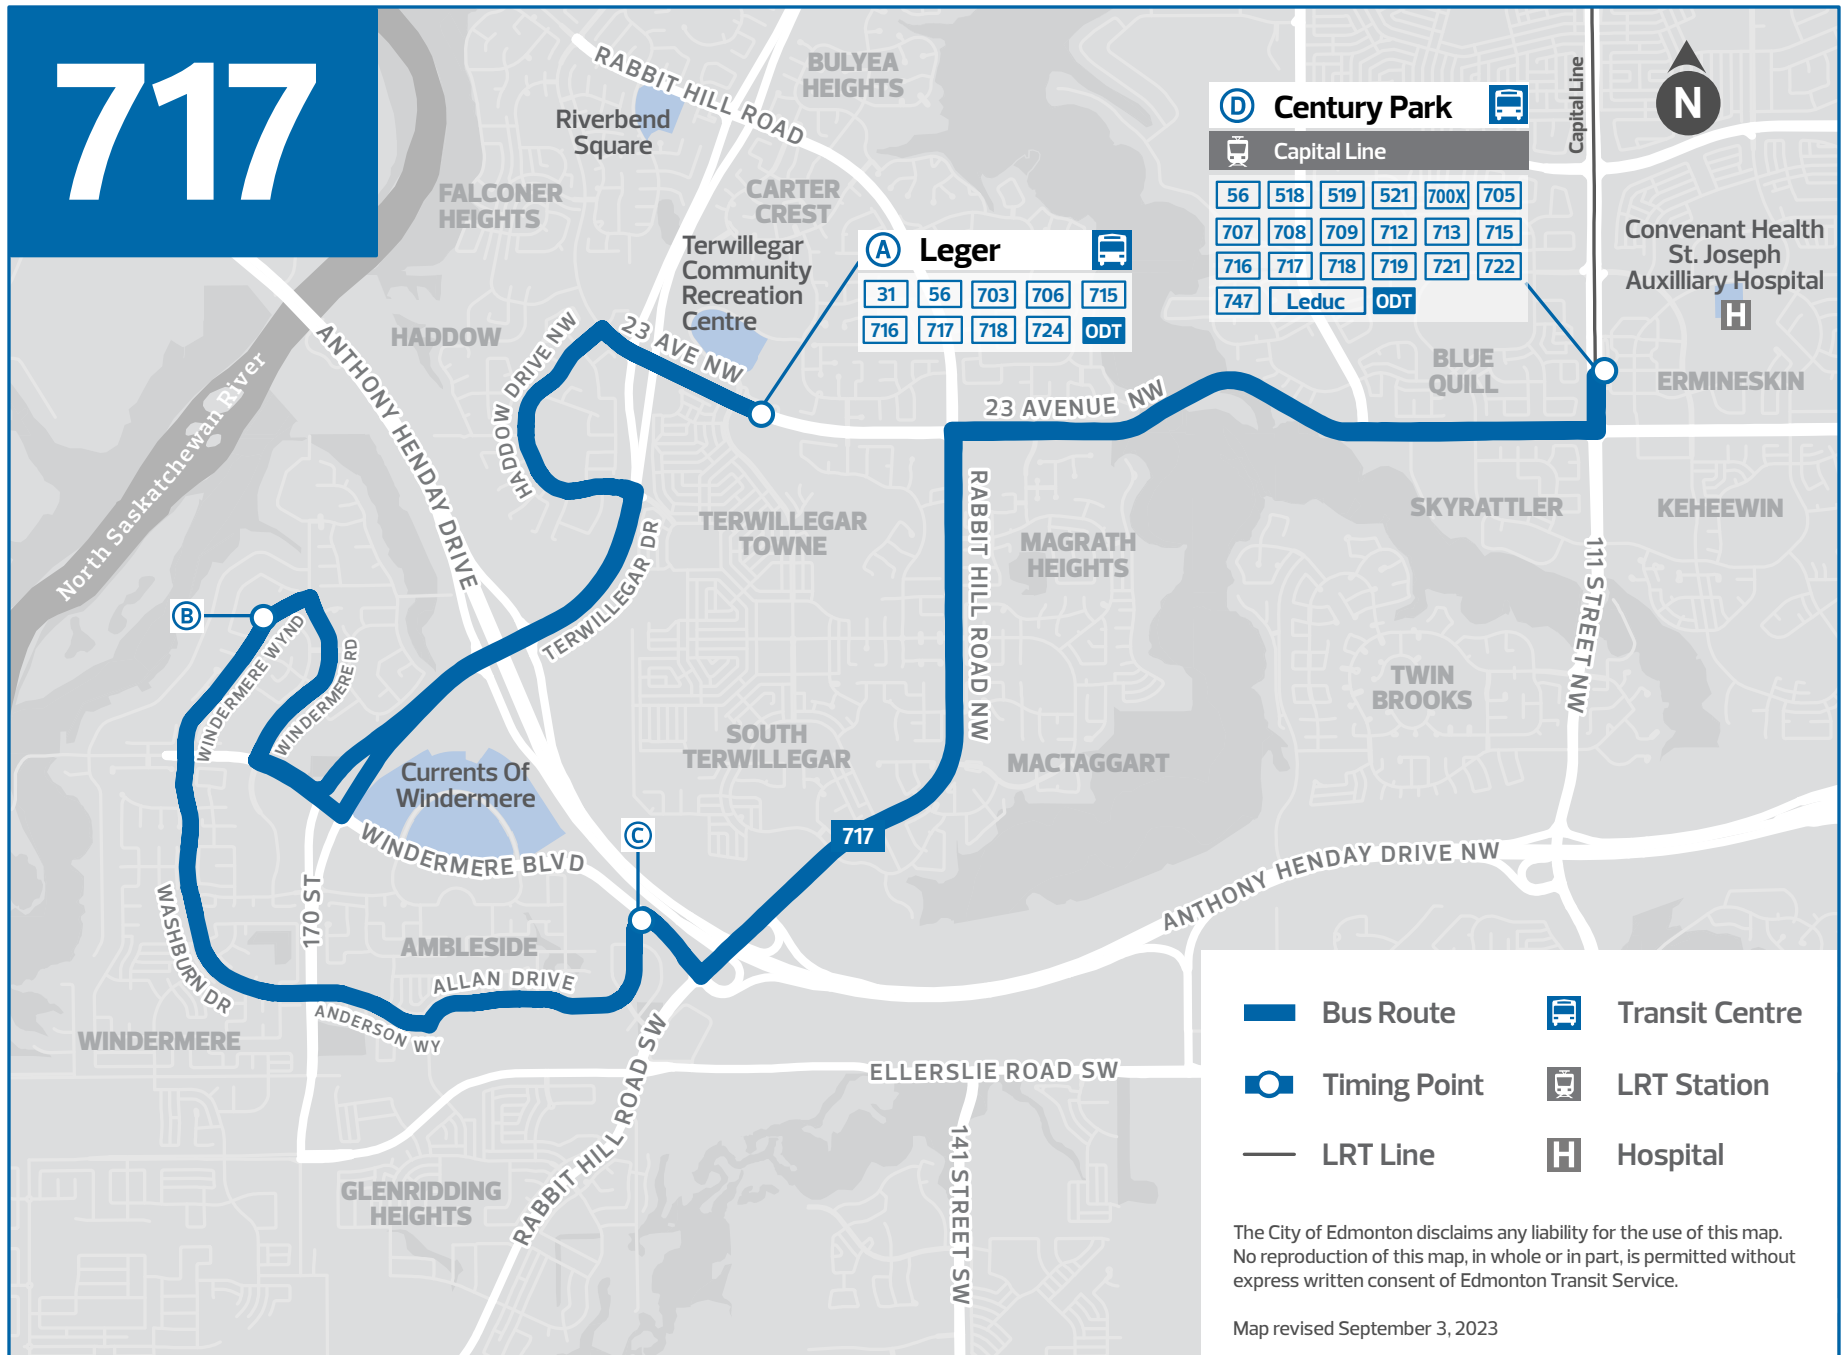 717
RABBIT HILL ROAD
BULYEA
HEIGHTS
Riverbend
Square
FALCONER
HEIGHTS
CARTER
CREST
Terwillegar
Community
Recreation
Centre
A Leger
31 56 703 706 715
716 717 718 724 ODT
D Century Park
Capital Line
56 518 519 521 700X 705
707 708 709 712 713 715
716 717 718 719 721 722
747 Leduc ODT
Capital Line
N
Convenant Health
St. Joseph
Auxilliary Hospital
H
HADDOW
ANTHONY HENDAY DRIVE
North Saskatchewan River
HADDOW DRIVE NW
HADDOW
23 AVE NW
23 AVENUE NW
BLUE
QUILL
ERMINESKIN
SKYRATTLER
KEHEEWIN
TERWILLEGAR
TOWNE
MAGRATH
HEIGHTS
RABBIT HILL ROAD NW
111 STREET NW
TERWILLEGAR DR
B
WINDERMERE WYND
WINDERMERE RD
TWIN
BROOKS
SOUTH
TERWILLEGAR
MACTAGGART
Currents Of
Windermere
C
717
WINDERMERE BLVD
ANTHONY HENDAY DRIVE NW
WASHBURN DR
170 ST
AMBLESIDE
ALLAN DRIVE
ANDERSON WY
WINDERMERE
RABBIT HILL ROAD SW
ELLERSLIE ROAD SW
141 STREET SW
GLENRIDDING
HEIGHTS
Bus Route
Transit Centre
Timing Point
LRT Station
LRT Line
H Hospital
The City of Edmonton disclaims any liability for the use of this map.
No reproduction of this map, in whole or in part, is permitted without
express written consent of Edmonton Transit Service.
Map revised September 3, 2023